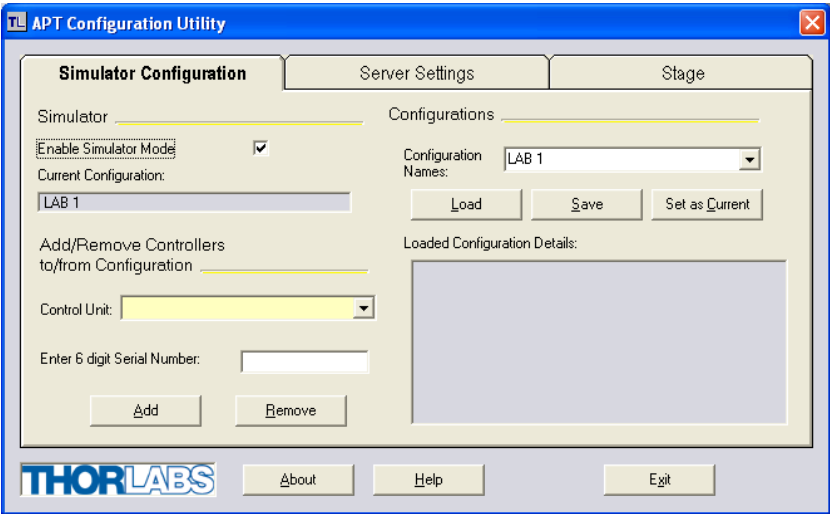 TL APT Configuration Utility
Simulator Configuration
Server Settings
Stage
Simulator
Enable Simulator Mode
Current Configuration:
LAB 1
Add/Remove Controllers
to/from Configuration
Control Unit:
Enter 6 digit Serial Number:
Add
Remove
Configurations
Configuration
Names:
LAB 1
Load
Save
Set as Current
Loaded Configuration Details:
THORLABS
About
Help
Exit